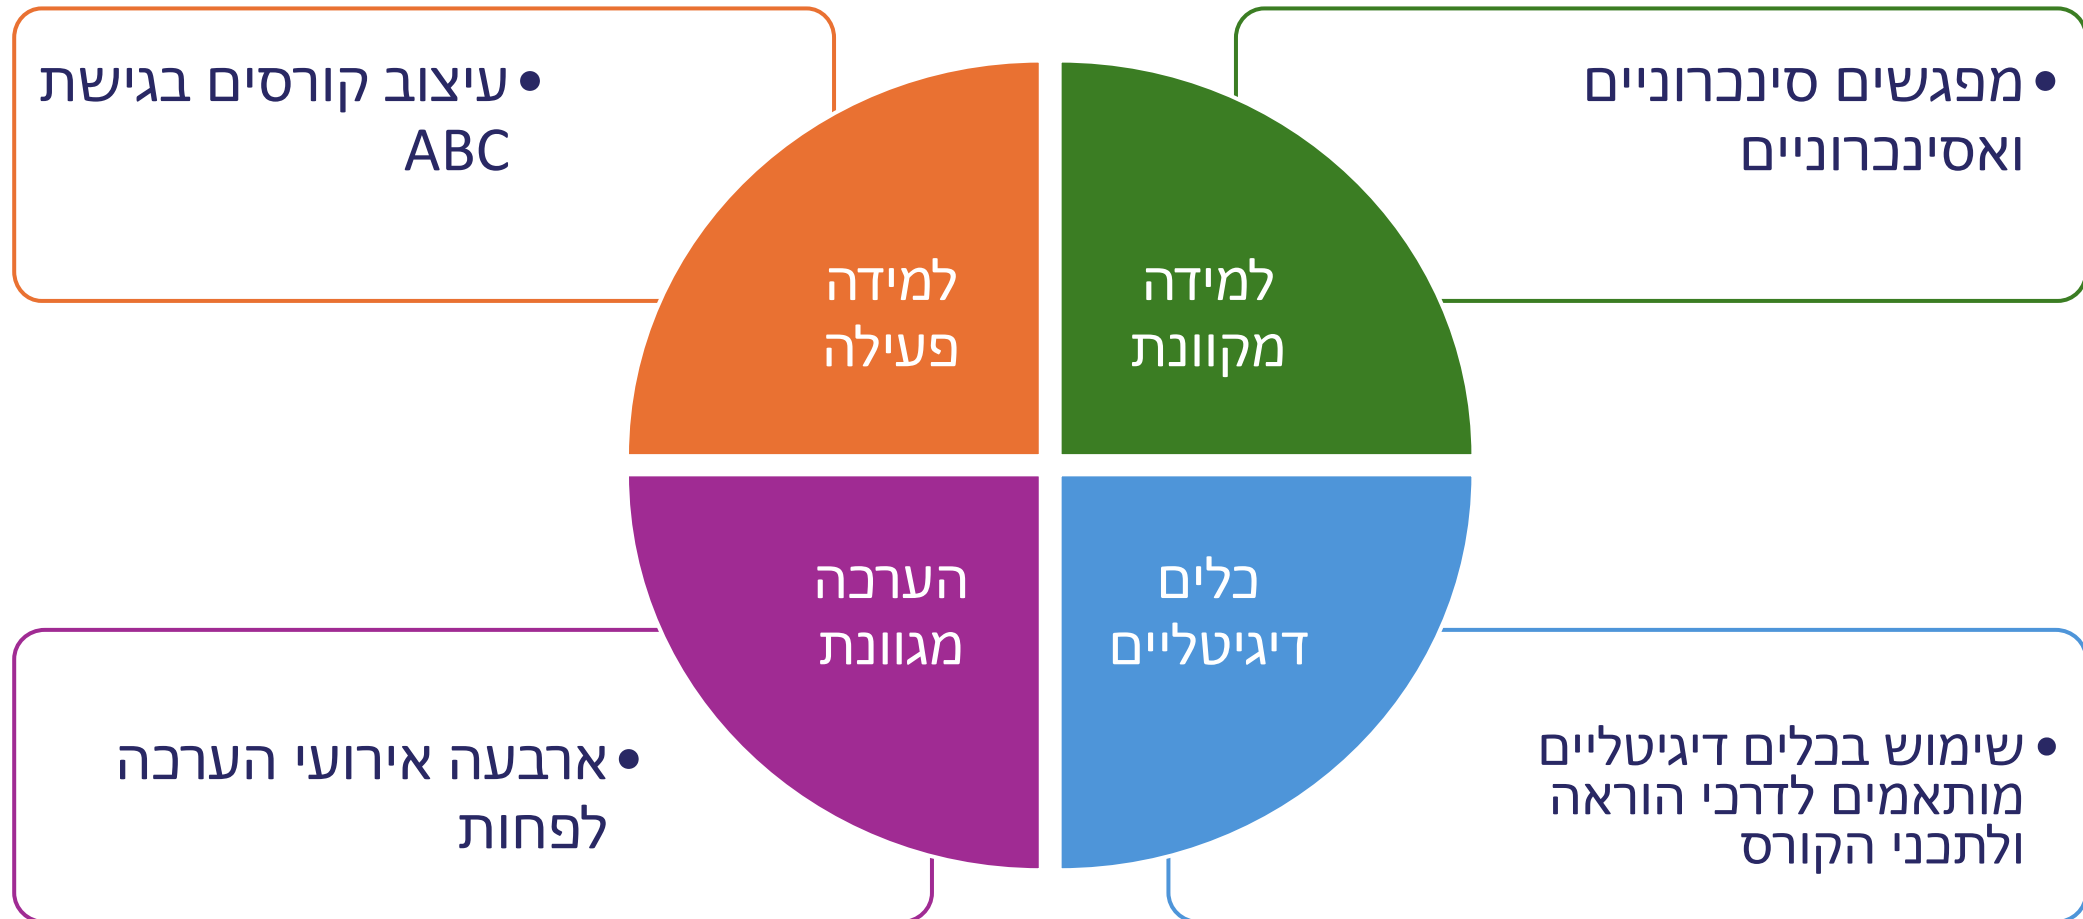 • מפגשים סינכרוניים
ואסינכרוניים
למידה
מקוונת
• עיצוב קורסים בגישת
ABC
למידה
פעילה
כלים
דיגיטליים
• שימוש בכלים דיגיטליים
מותאמים לדרכי הוראה
ולתכני הקורס
הערכה
מגוונת
• ארבעה אירועי הערכה
לפחות